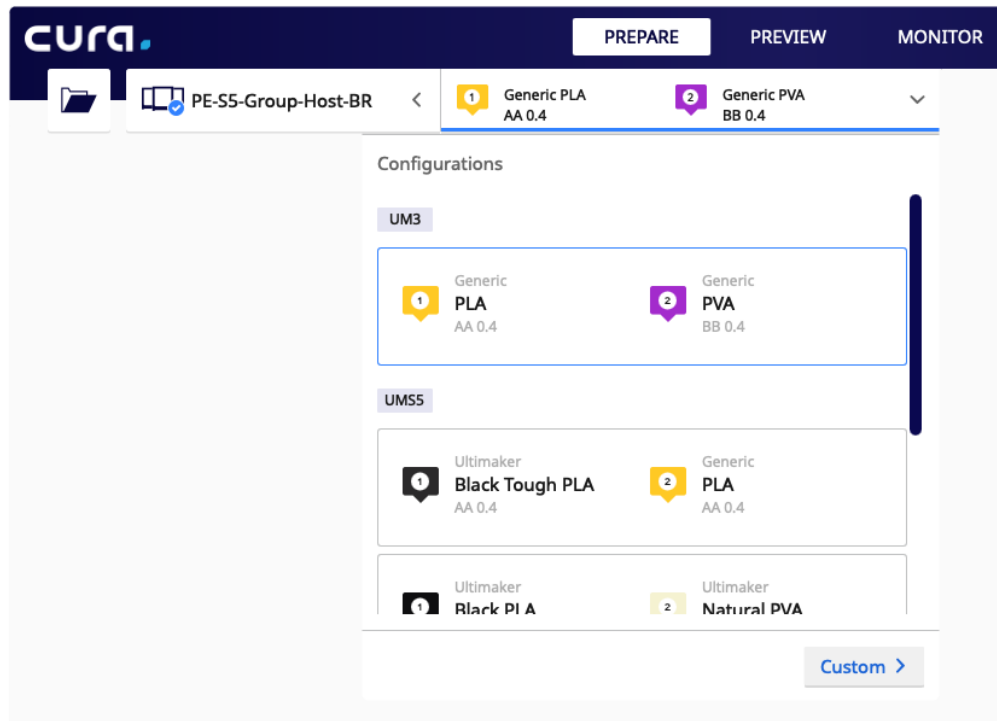 cura.
PREPARE PREVIEW MONITOR
PE-S5-Group-Host-BR
1 Generic PLA
AA 0.4
2 Generic PVA
BB 0.4
Configurations
UM3
Generic
1 PLA
AA 0.4
Generic
2 PVA
BB 0.4
UMS5
Ultimaker
1 Black Tough PLA
AA 0.4
Generic
2 PLA
AA 0.4
Ultimaker
1 Black PLA
Ultimaker
2 Natural PVA
Custom